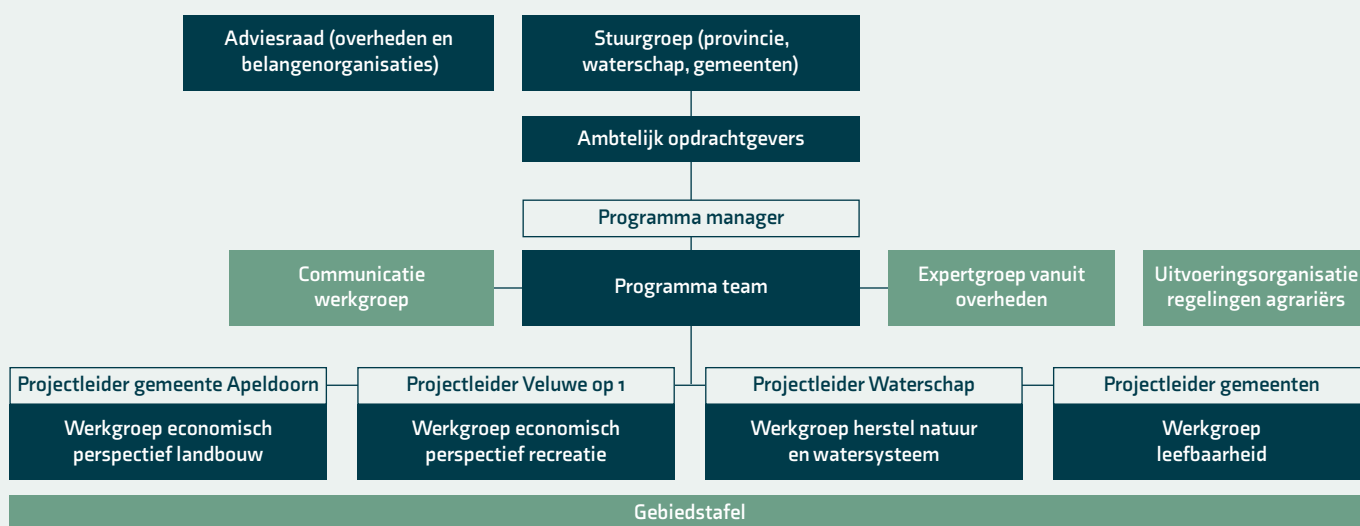 Adviesraad (overheden en
belangenorganisaties)
Stuurgroep (provincie,
waterschap, gemeenten)
Ambtelijk opdrachtgevers
Programma manager
Communicatie
werkgroep
Programma team
Expertgroep vanuit
overheden
Uitvoeringsorganisatie
regelingen agrariërs
Projectleider gemeente Apeldoorn
Werkgroep economisch
perspectief landbouw
Projectleider Veluwe op 1
Werkgroep economisch
perspectief recreatie
Projectleider Waterschap
Werkgroep herstel natuur
en watersysteem
Projectleider gemeenten
Werkgroep
leefbaarheid
Gebiedstafel